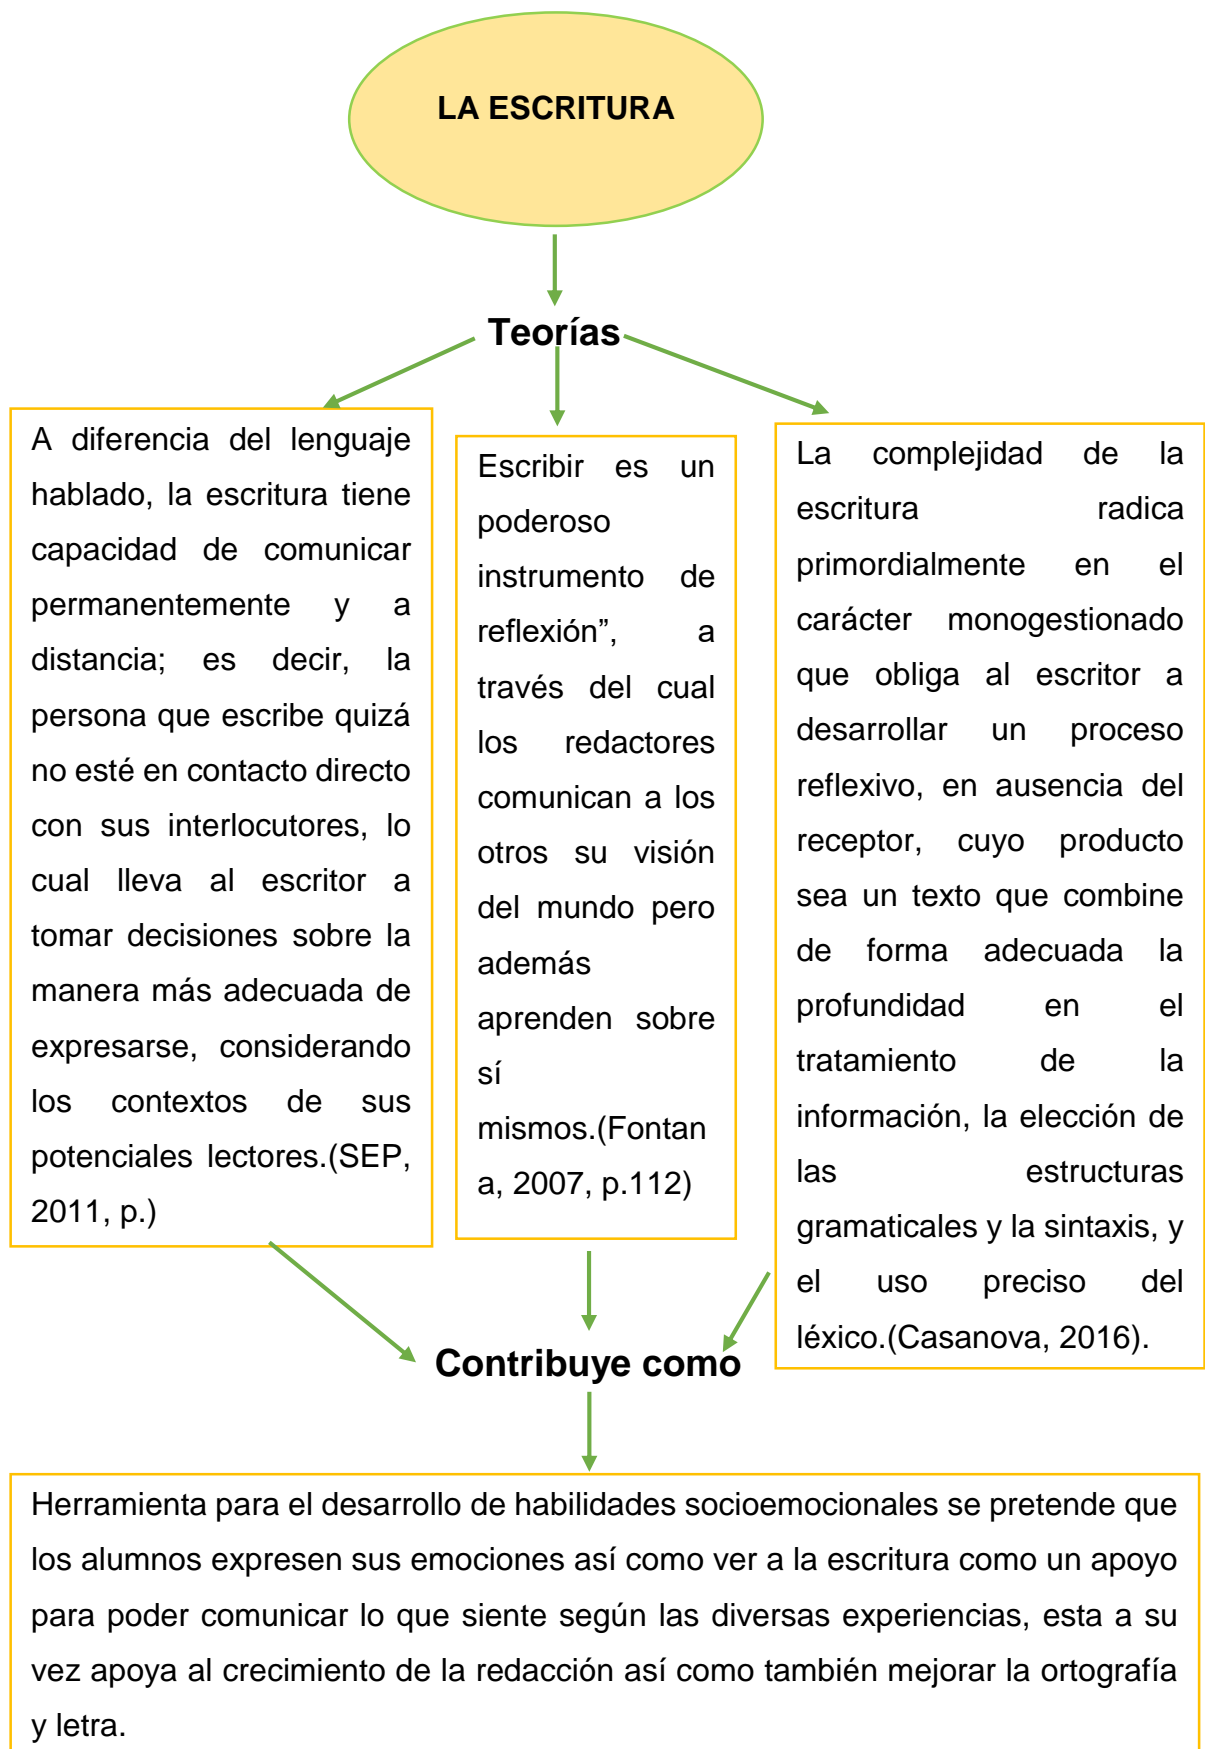 LA ESCRITURA
Teorías
A diferencia del lenguaje
hablado, la escritura tiene
capacidad de comunicar
permanentemente y a
distancia; es decir, la
persona que escribe quizá
no esté en contacto directo
con sus interlocutores, lo
cual lleva al escritor a
tomar decisiones sobre la
manera más adecuada de
expresarse, considerando
los contextos de sus
potenciales lectores.(SEP,
2011, p.)
Escribir es un
poderoso
instrumento de
reflexión”, a
través del cual
los redactores
comunican a los
otros su visión
del mundo pero
además
aprenden sobre
sí
mismos.(Fontan
a, 2007, p.112)
La complejidad de la
escritura radica
primordialmente en el
carácter monogestionado
que obliga al escritor a
desarrollar un proceso
reflexivo, en ausencia del
receptor, cuyo producto
sea un texto que combine
de forma adecuada la
profundidad en el
tratamiento de la
información, la elección de
las estructuras
gramaticales y la sintaxis, y
el uso preciso del
léxico.(Casanova, 2016).
Contribuye como
Herramienta para el desarrollo de habilidades socioemocionales se pretende que
los alumnos expresen sus emociones así como ver a la escritura como un apoyo
para poder comunicar lo que siente según las diversas experiencias, esta a su
vez apoya al crecimiento de la redacción así como también mejorar la ortografía
y letra.